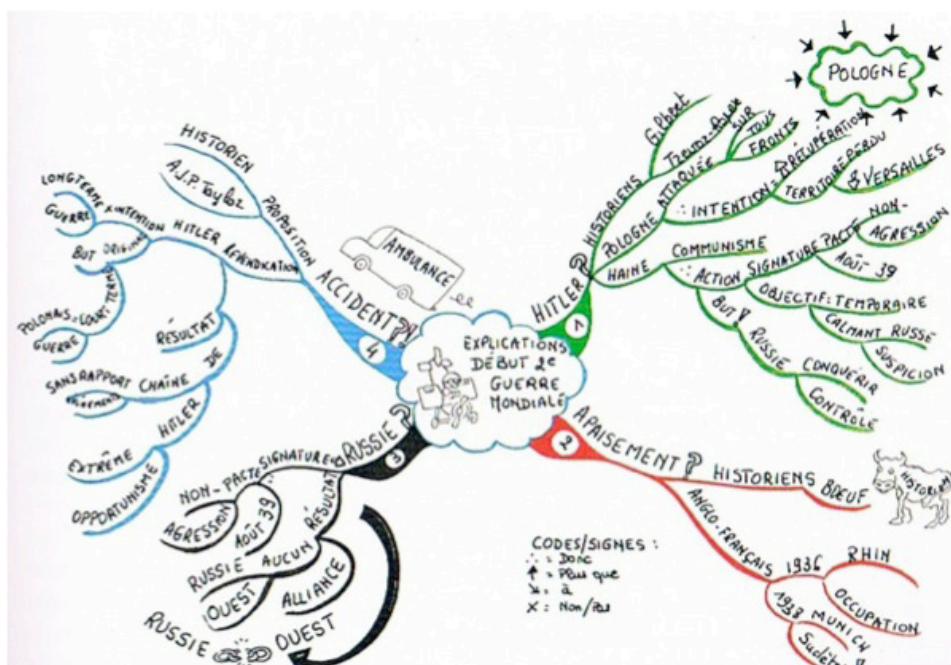 EXPLICATIONS
DÉBUT 2e
GUERRE
MONDIALE
1
HITLER ?
HISTORIENS
Gilbert
POLOGNE ATTAQUÉE
SUR
TOUS
FRONTS
POLOGNE
∴ INTENTION :
RÉCUPÉRATION
TERRITOIRE PERDU
VERSAILLES
HAINE
COMMUNISME
∴ ACTION
SIGNATURE PACTE
NON-
AGRESSION
AOÛT 39
OBJECTIF : TEMPORAIRE
CALMANT RUSSE
SUSPICION
BUT
RUSSIE
CONQUÉRIR
CONTRÔLE
2
APAISEMENT ?
HISTORIENS
BOEUF
HISTORIEN
ANGLO-FRANÇAIS
1936
RHIN
OCCUPATION
MUNICH
3
RUSSIE ?
SIGNATURE
NON-PACTE
AGRESSION
AOÛT 39
RÉSULTAT
RUSSIE AUCUN
OUEST
ALLIANCE
RUSSIE
OUEST
4
ACCIDENT ?!
AMBULANCE
PROPOSITION
HISTORIEN
A.J.P. Taylor
HITLER REVENDICATION
X INTENTION
LONG TERME
GUERRE
BUT ORIGINAL
POLONAIS = COURT TERME
GUERRE
RÉSULTAT
DE
CHAÎNE
SANS RAPPORT
HITLER
EXTRÊME
OPPORTUNISME
CODES/SIGNES :
∴ : Donc
↑ : Plus que
↘ : à
X : Non/Pas